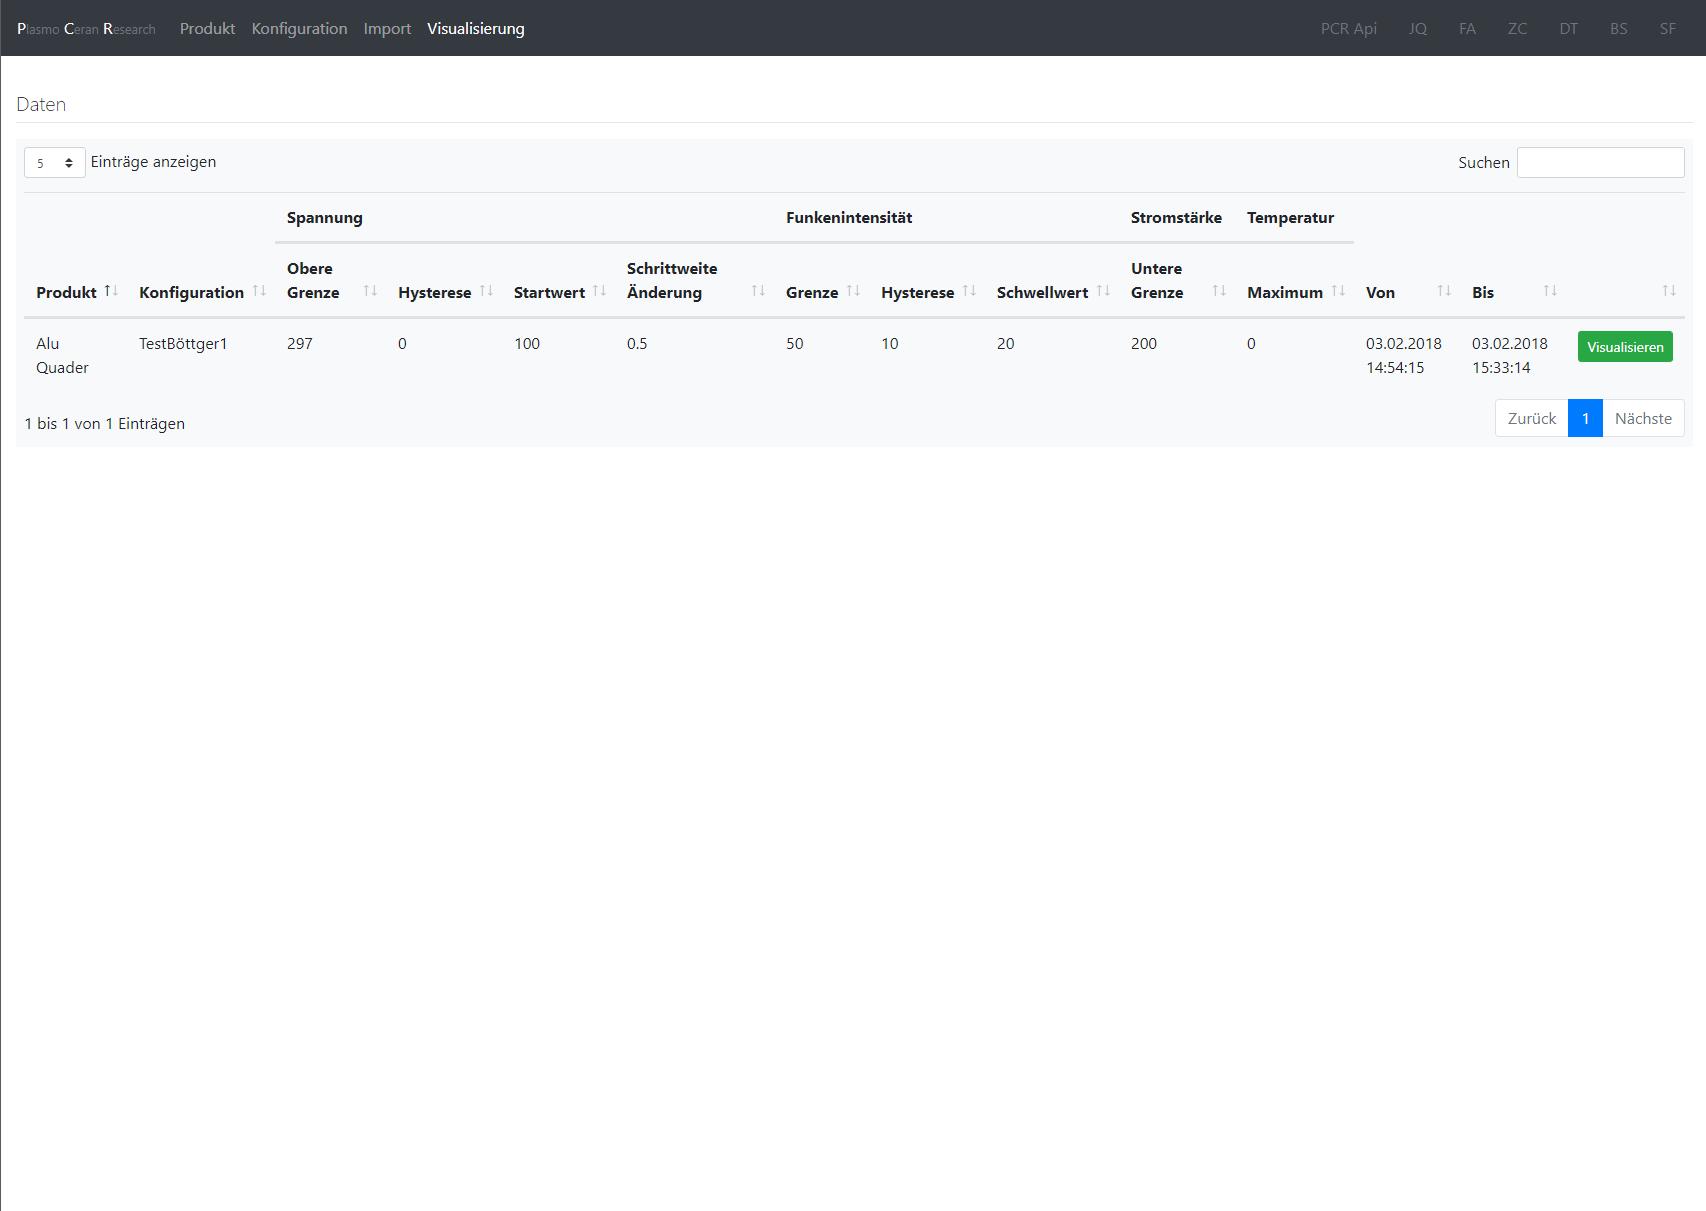 Plasmo Ceran Research Produkt Konfiguration Import Visualisierung PCR Api JQ FA ZC DT BS SF
Daten
5 Einträge anzeigen Suchen
Spannung Funkenintensität Stromstärke Temperatur
Produkt Konfiguration Obere Grenze Hysterese Startwert Schrittweite Änderung Grenze Hysterese Schwellwert Untere Grenze Maximum Von Bis
Alu Quader TestBöttger1 297 0 100 0.5 50 10 20 200 0 03.02.2018 14:54:15 03.02.2018 15:33:14 Visualisieren
1 bis 1 von 1 Einträgen Zurück 1 Nächste